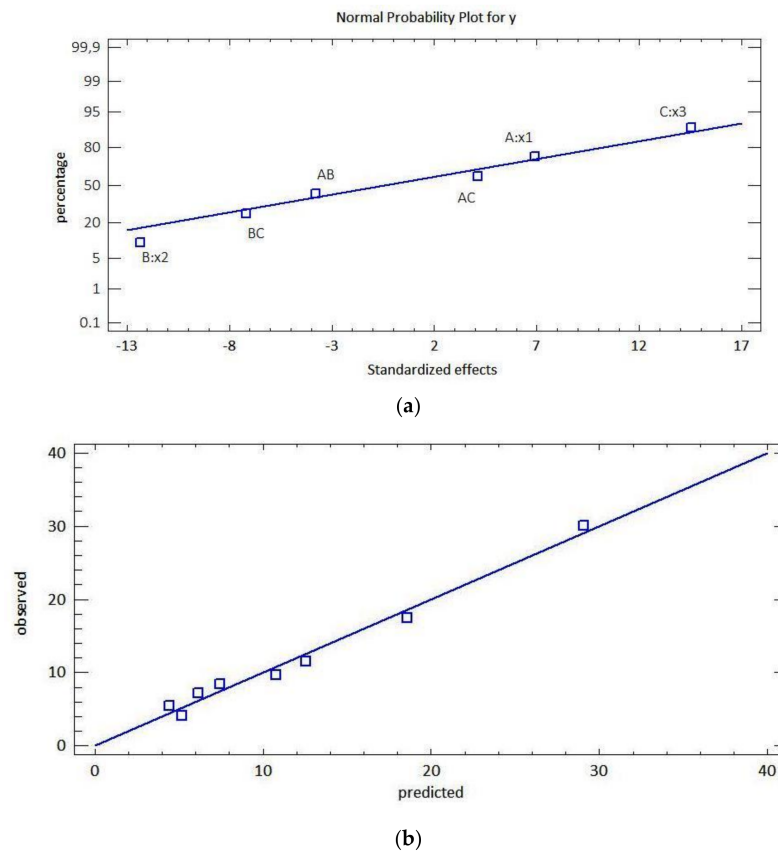 Normal Probability Plot for y
99,9
99
95
80
50
20
5
1
0.1
percentage
C:x3
A:x1
AB
AC
BC
B:x2
-13 -8 -3 2 7 12 17
Standardized effects
(a)
40
30
20
10
0
observed
0 10 20 30 40
predicted
(b)